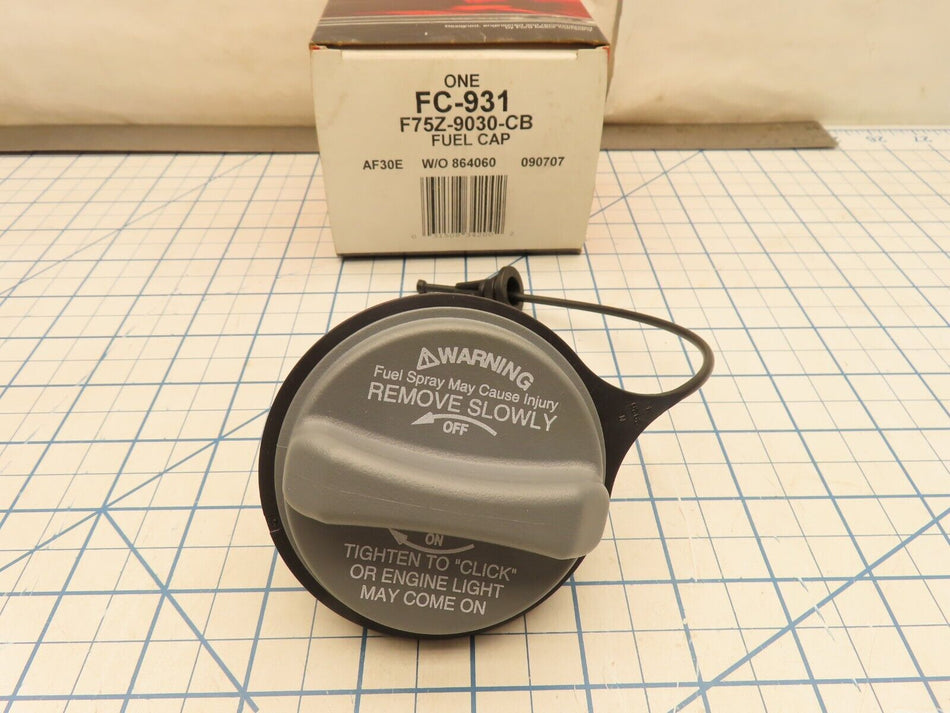 ONE
FC-931
F75Z-9030-CB
FUEL CAP
AF30E W/O 864060 090707
WARNING
Fuel Spray May Cause Injury
REMOVE SLOWLY
OFF
ON
TIGHTEN TO "CLICK"
OR ENGINE LIGHT
MAY COME ON